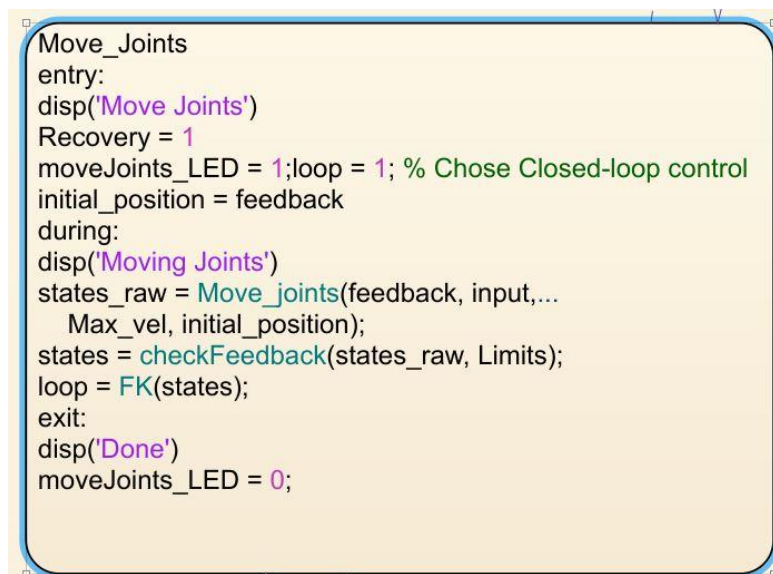 Move_Joints
entry:
disp('Move Joints')
Recovery = 1
moveJoints_LED = 1;loop = 1; % Chose Closed-loop control
initial_position = feedback
during:
disp('Moving Joints')
states_raw = Move_joints(feedback, input,...
Max_vel, initial_position);
states = checkFeedback(states_raw, Limits);
loop = FK(states);
exit:
disp('Done')
moveJoints_LED = 0;